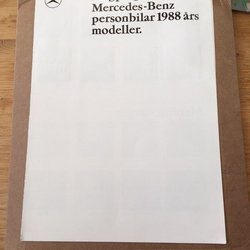 Mercedes-Benz
personbilar 1988 års
modeller.